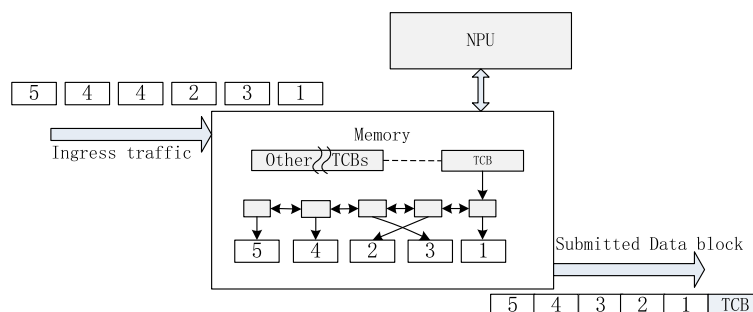 NPU
5 4 4 2 3 1
Memory
Ingress traffic
Other TCBs
TCB
5 4 2 3 1
Submitted Data block
5 4 3 2 1 TCB